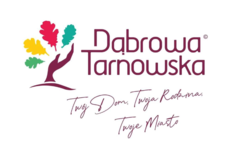 Dąbrowa©
Tarnowska
Twój Dom, Twoja Rodzina,
Twoje Miasto